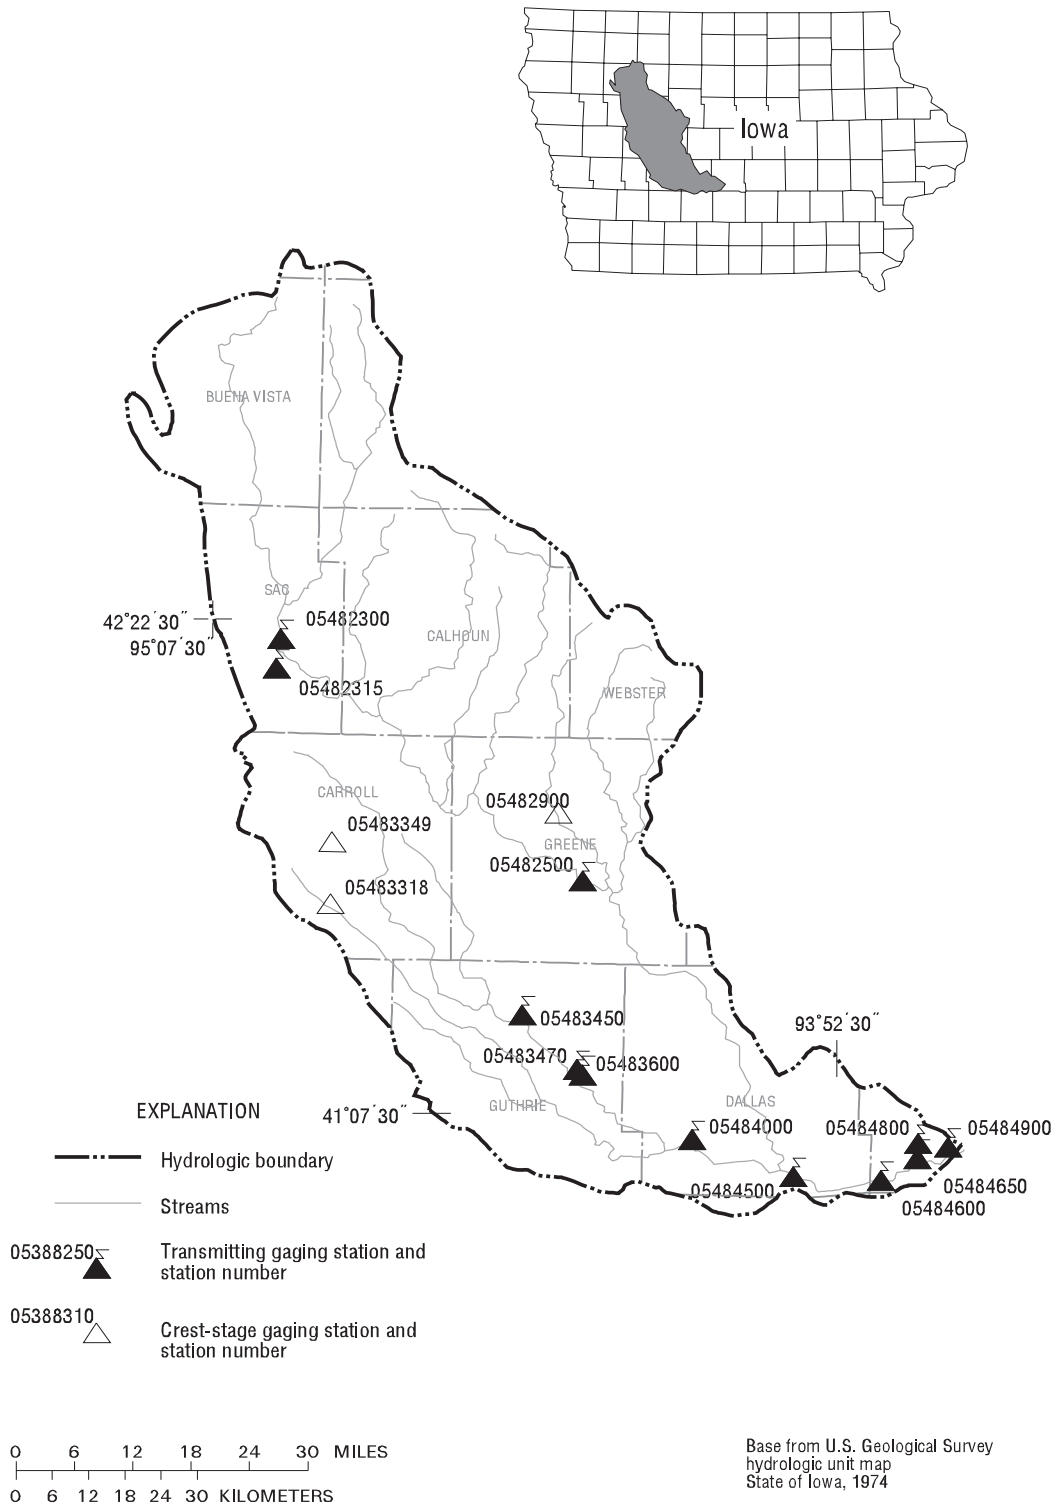 Iowa
BUENA VISTA
SAC
42°22´30″
95°07´30″
05482300
05482315
CALHOUN
WEBSTER
CARROLL
05483349
05483318
05482900
GREENE
05482500
05483450
05483470
05483600
93°52´30″
GUTHRIE
41°07´30″
DALLAS
05484000
05484800
05484900
05484500
05484650
05484600
EXPLANATION
Hydrologic boundary
Streams
05388250
Transmitting gaging station and
station number
05388310
Crest-stage gaging station and
station number
0 6 12 18 24 30 MILES
0 6 12 18 24 30 KILOMETERS
Base from U.S. Geological Survey
hydrologic unit map
State of Iowa, 1974